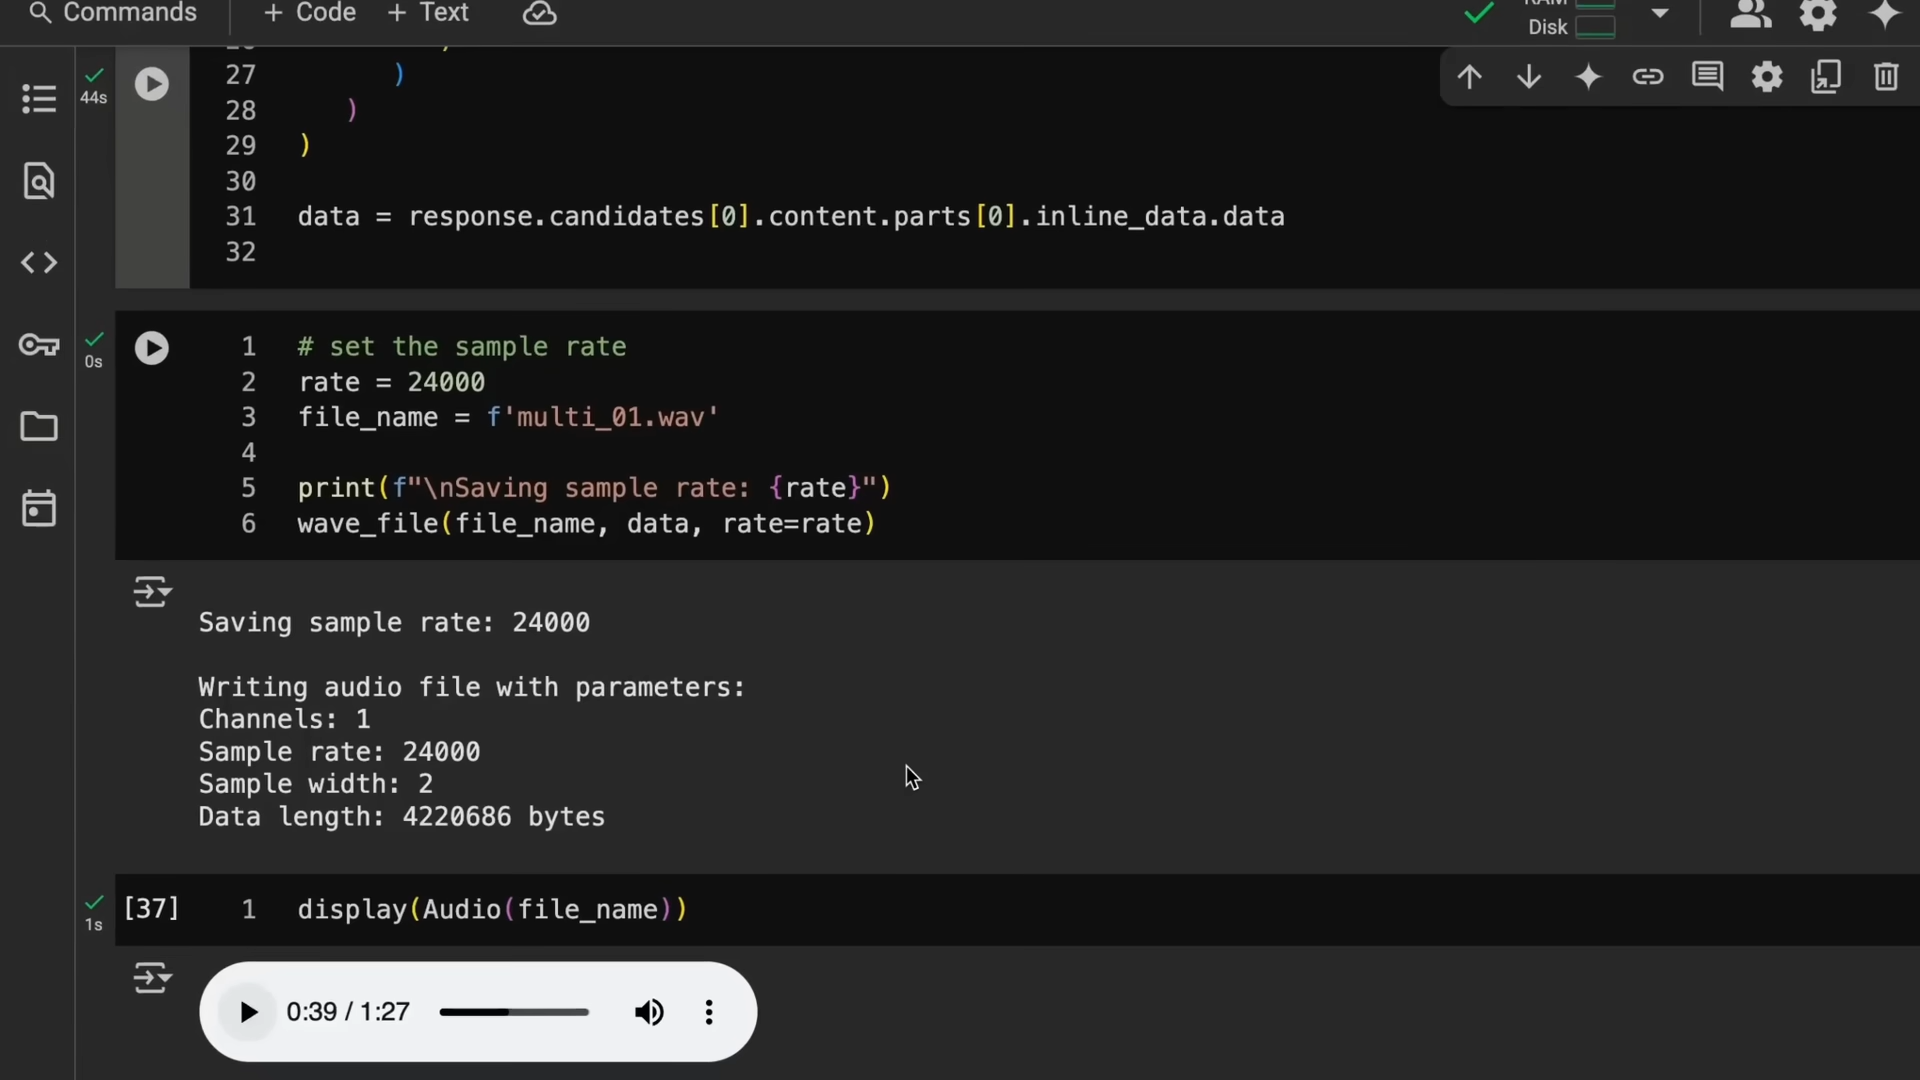 Commands
+ Code
+ Text
RAM
Disk
44s
27 )
28 )
29 )
30
31 data = response.candidates[0].content.parts[0].inline_data.data
32
0s
1 # set the sample rate
2 rate = 24000
3 file_name = f'multi_01.wav'
4
5 print(f"\nSaving sample rate: {rate}")
6 wave_file(file_name, data, rate=rate)
Saving sample rate: 24000
Writing audio file with parameters:
Channels: 1
Sample rate: 24000
Sample width: 2
Data length: 4220686 bytes
1s
[37] 1 display(Audio(file_name))
0:39 / 1:27